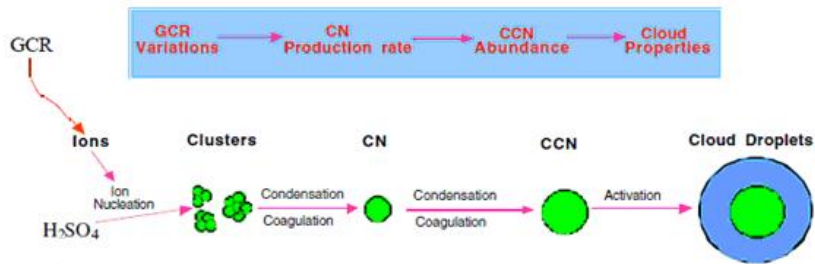 GCR Variations
CN Production rate
CCN Abundance
Cloud Properties
GCR
Ions
Clusters
CN
CCN
Cloud Droplets
Ion Nucleation
H₂SO₄
Condensation
Coagulation
Condensation
Coagulation
Activation